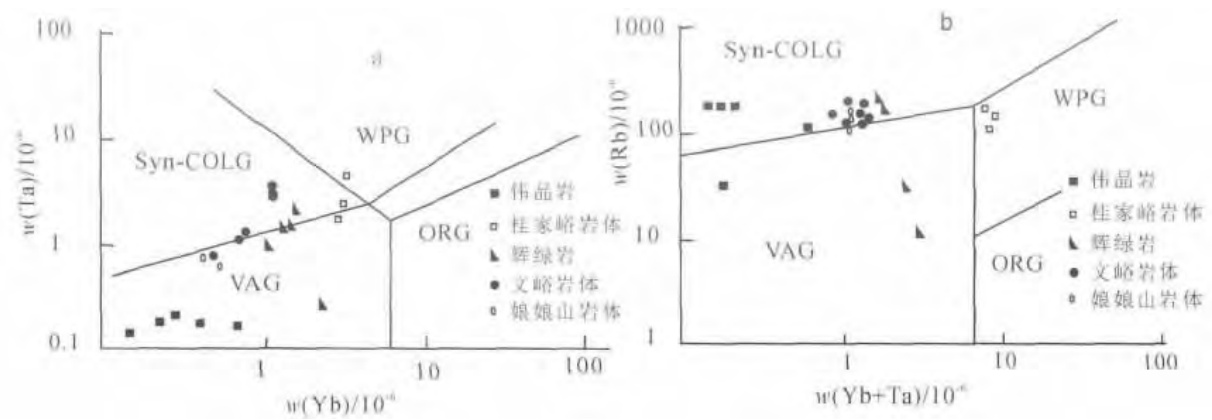 a
100
10
1
0.1
w(Ta)/10⁻⁶
Syn-COLG
WPG
VAG
ORG
伟晶岩
桂家峪岩体
辉绿岩
文峪岩体
娘娘山岩体
1
10
100
w(Yb)/10⁻⁶
b
1000
100
10
1
w(Rb)/10⁻⁶
Syn-COLG
WPG
VAG
ORG
伟晶岩
桂家峪岩体
辉绿岩
文峪岩体
娘娘山岩体
1
10
100
w(Yb+Ta)/10⁻⁶